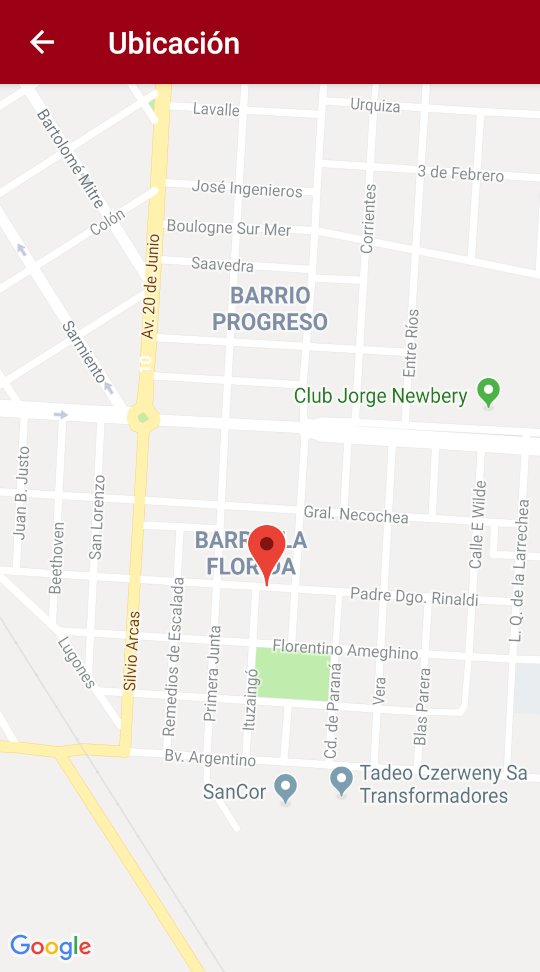 Ubicación
Lavalle
Urquiza
Bartolomé Mitre
3 de Febrero
José Ingenieros
Corrientes
Colón
Boulogne Sur Mer
Av. 20 de Junio
Saavedra
BARRIO
PROGRESO
Entre Ríos
Sarmiento
10
Club Jorge Newbery
Juan B. Justo
San Lorenzo
Calle E Wilde
L. Q. de la Larrechea
Gral. Necochea
Beethoven
BARRIO LA
FLORIDA
Remedios de Escalada
Padre Dgo. Rinaldi
Silvio Arcas
Primera Junta
Lugones
Florentino Ameghino
Ituzaingó
Cd. de Paraná
Vera
Blas Parera
Bv. Argentino
SanCor
Tadeo Czerweny Sa
Transformadores
Google